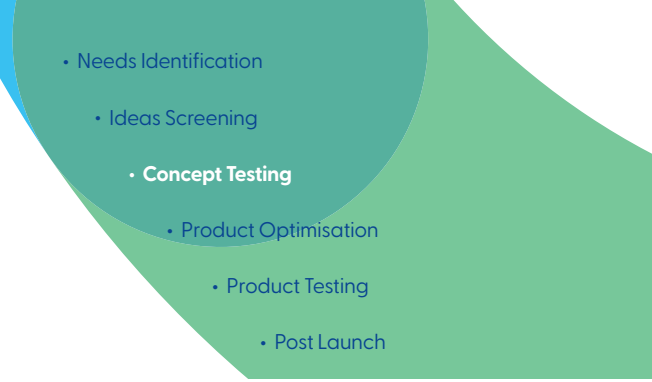 • Needs Identification
• Ideas Screening
• Concept Testing
• Product Optimisation
• Product Testing
• Post Launch